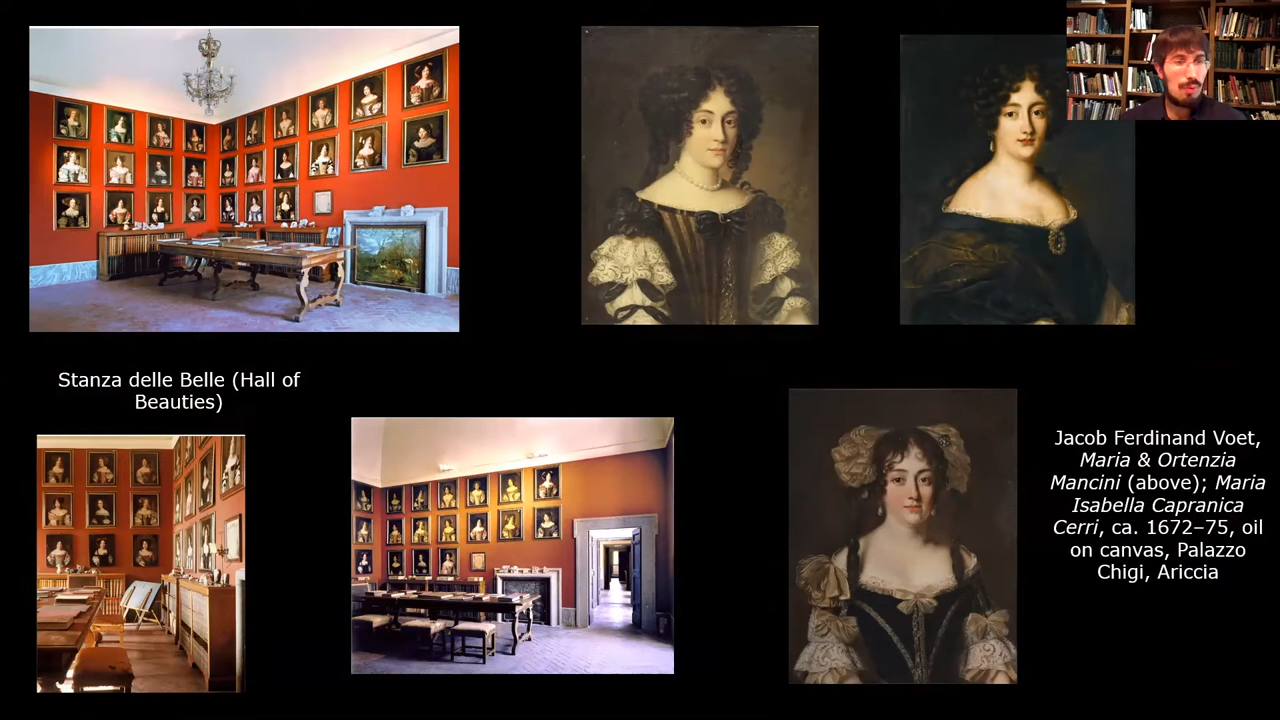 Stanza delle Belle (Hall of
Beauties)
Jacob Ferdinand Voet,
Maria & Ortenzia
Mancini (above); Maria
Isabella Capranica
Cerri, ca. 1672–75, oil
on canvas, Palazzo
Chigi, Ariccia